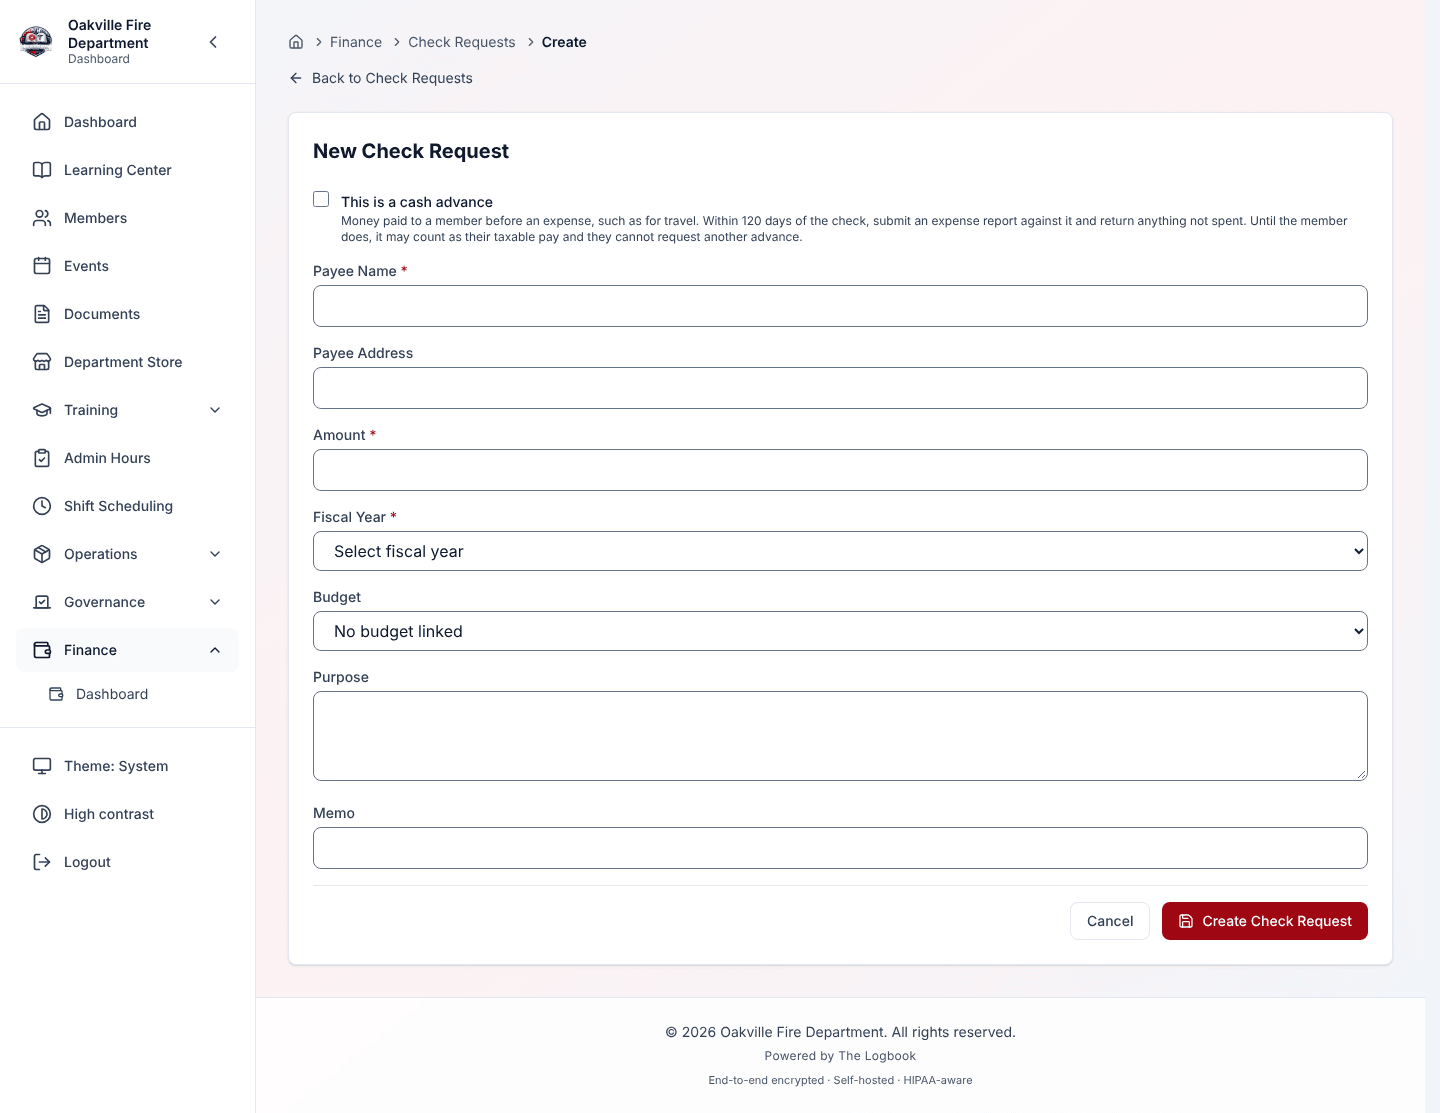 Oakville Fire
Department
Dashboard
Dashboard
Learning Center
Members
Events
Documents
Department Store
Training
Admin Hours
Shift Scheduling
Operations
Governance
Finance
Dashboard
Theme: System
High contrast
Logout
Finance
Check Requests
Create
Back to Check Requests
New Check Request
This is a cash advance
Money paid to a member before an expense, such as for travel. Within 120 days of the check, submit an expense report against it and return anything not spent. Until the member
does, it may count as their taxable pay and they cannot request another advance.
Payee Name *
Payee Address
Amount *
Fiscal Year *
Select fiscal year
Budget
No budget linked
Purpose
Memo
Cancel
Create Check Request
© 2026 Oakville Fire Department. All rights reserved.
Powered by The Logbook
End-to-end encrypted · Self-hosted · HIPAA-aware